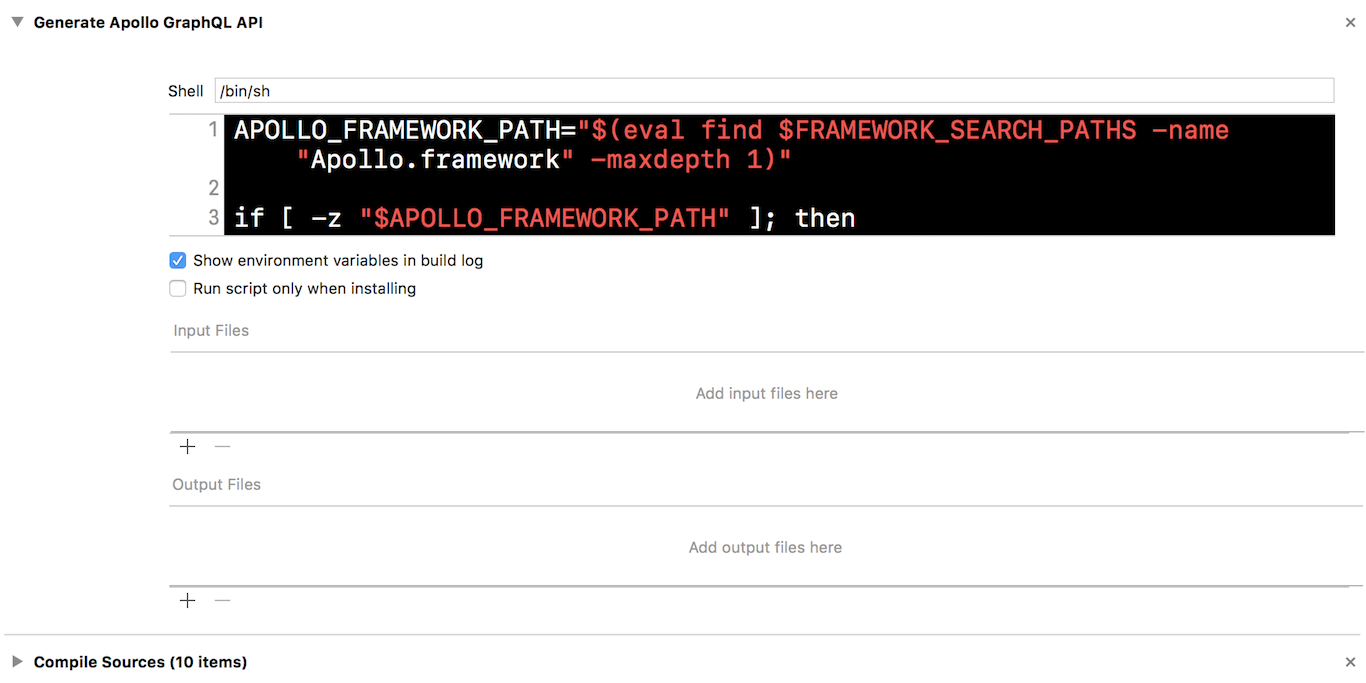 Generate Apollo GraphQL API
Shell /bin/sh
1 APOLLO_FRAMEWORK_PATH="$(eval find $FRAMEWORK_SEARCH_PATHS -name
"Apollo.framework" -maxdepth 1)"
2
3 if [ -z "$APOLLO_FRAMEWORK_PATH" ]; then
Show environment variables in build log
Run script only when installing
Input Files
Add input files here
Output Files
Add output files here
Compile Sources (10 items)